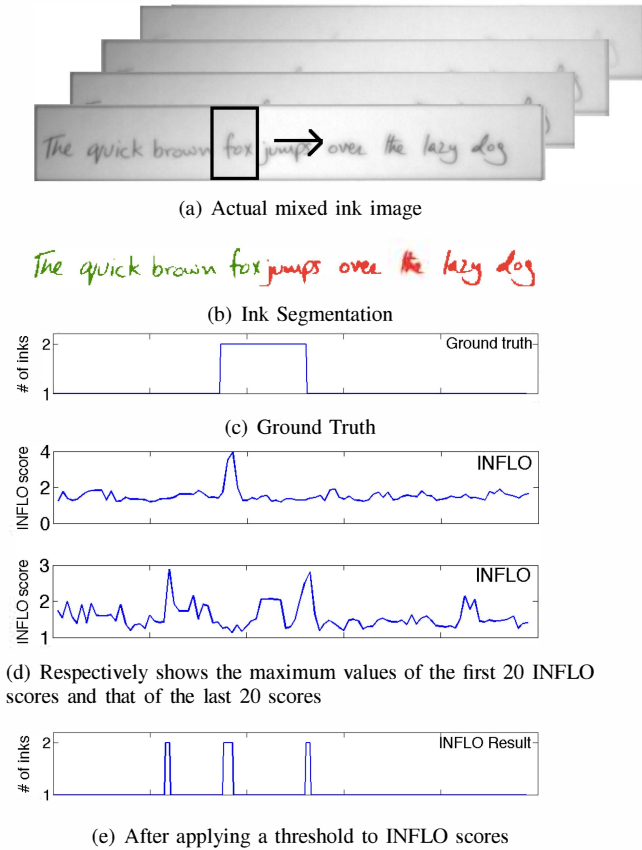 The quick brown fox jumps over the lazy dog
(a) Actual mixed ink image
The quick brown fox jumps over the lazy dog
(b) Ink Segmentation
# of inks
2
1
Ground truth
(c) Ground Truth
INFLO score
4
2
0
INFLO
INFLO score
3
2
1
INFLO
(d) Respectively shows the maximum values of the first 20 INFLO
scores and that of the last 20 scores
# of inks
2
1
INFLO Result
(e) After applying a threshold to INFLO scores